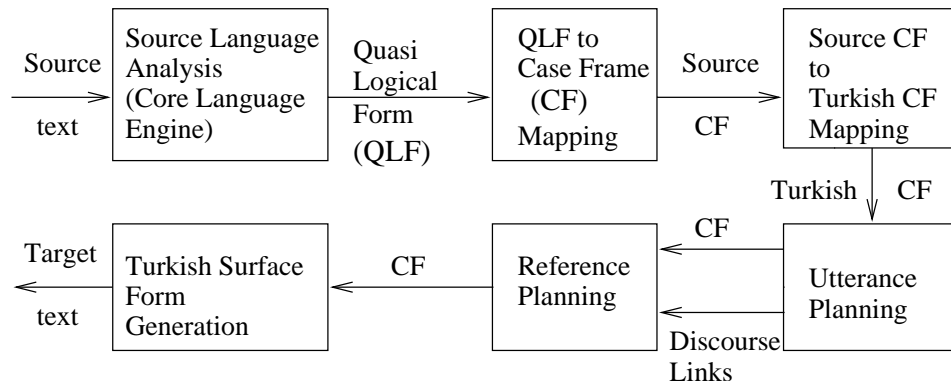 Source
text
Source Language
Analysis
(Core Language
Engine)
Quasi
Logical
Form
(QLF)
QLF to
Case Frame
(CF)
Mapping
Source
CF
Source CF
to
Turkish CF
Mapping
Turkish CF
Utterance
Planning
CF
Discourse
Links
Reference
Planning
CF
Turkish Surface
Form
Generation
Target
text